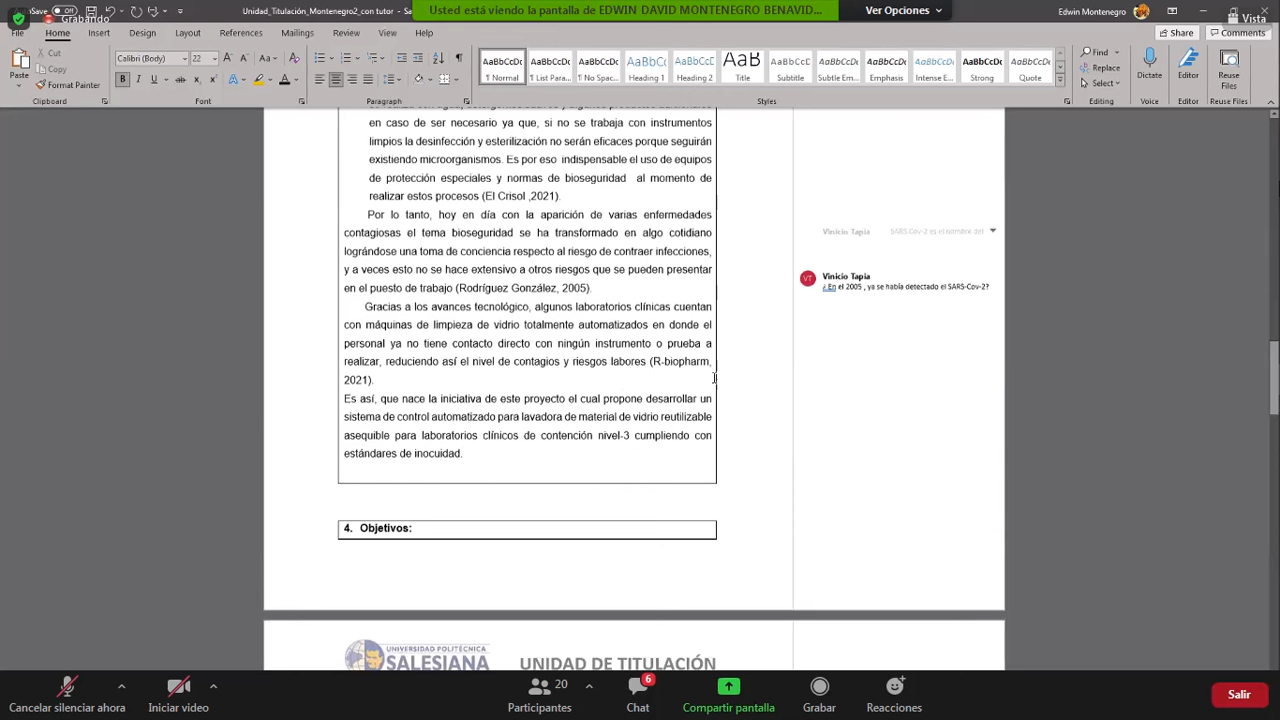 Grabando
Unidad_Titulación_Montenegro2_con tutor
Usted está viendo la pantalla de EDWIN DAVID MONTENEGRO BENAVID...
Ver Opciones
Edwin Montenegro
Vista
File Home Insert Draw Design Layout References Mailings Review View Help
Share Comments
Paste
Cut
Copy
Format Painter
Clipboard
Calibri (Body) 22
Font
Paragraph
¶ Normal
¶ List Para...
¶ No Spac...
Heading 1
Heading 2
Title
Subtitle
Subtle Em...
Emphasis
Intense E...
Strong
Quote
Styles
Find
Replace
Select
Editing
Dictate
Voice
Editor
Editor
Reuse Files
Reuse Files
en caso de ser necesario ya que, si no se trabaja con instrumentos
limpios la desinfección y esterilización no serán eficaces porque seguirán
existiendo microorganismos. Es por eso indispensable el uso de equipos
de protección especiales y normas de bioseguridad al momento de
realizar estos procesos (El Crisol ,2021).
Por lo tanto, hoy en día con la aparición de varias enfermedades
contagiosas el tema bioseguridad se ha transformado en algo cotidiano
lográndose una toma de conciencia respecto al riesgo de contraer infecciones,
y a veces esto no se hace extensivo a otros riesgos que se pueden presentar
en el puesto de trabajo (Rodríguez González, 2005).
Gracias a los avances tecnológico, algunos laboratorios clínicas cuentan
con máquinas de limpieza de vidrio totalmente automatizados en donde el
personal ya no tiene contacto directo con ningún instrumento o prueba a
realizar, reduciendo así el nivel de contagios y riesgos labores (R-biopharm,
2021).
Es así, que nace la iniciativa de este proyecto el cual propone desarrollar un
sistema de control automatizado para lavadora de material de vidrio reutilizable
asequible para laboratorios clínicos de contención nivel-3 cumpliendo con
estándares de inocuidad.
4. Objetivos:
Vinicio Tapia SARS Cov-2 es el nombre del
VT Vinicio Tapia
¿ En el 2005 , ya se había detectado el SARS-Cov-2?
UNIVERSIDAD POLITÉCNICA
SALESIANA
UNIDAD DE TITULACIÓN
Cancelar silenciar ahora
Iniciar video
20
Participantes
6
Chat
Compartir pantalla
Grabar
Reacciones
Salir